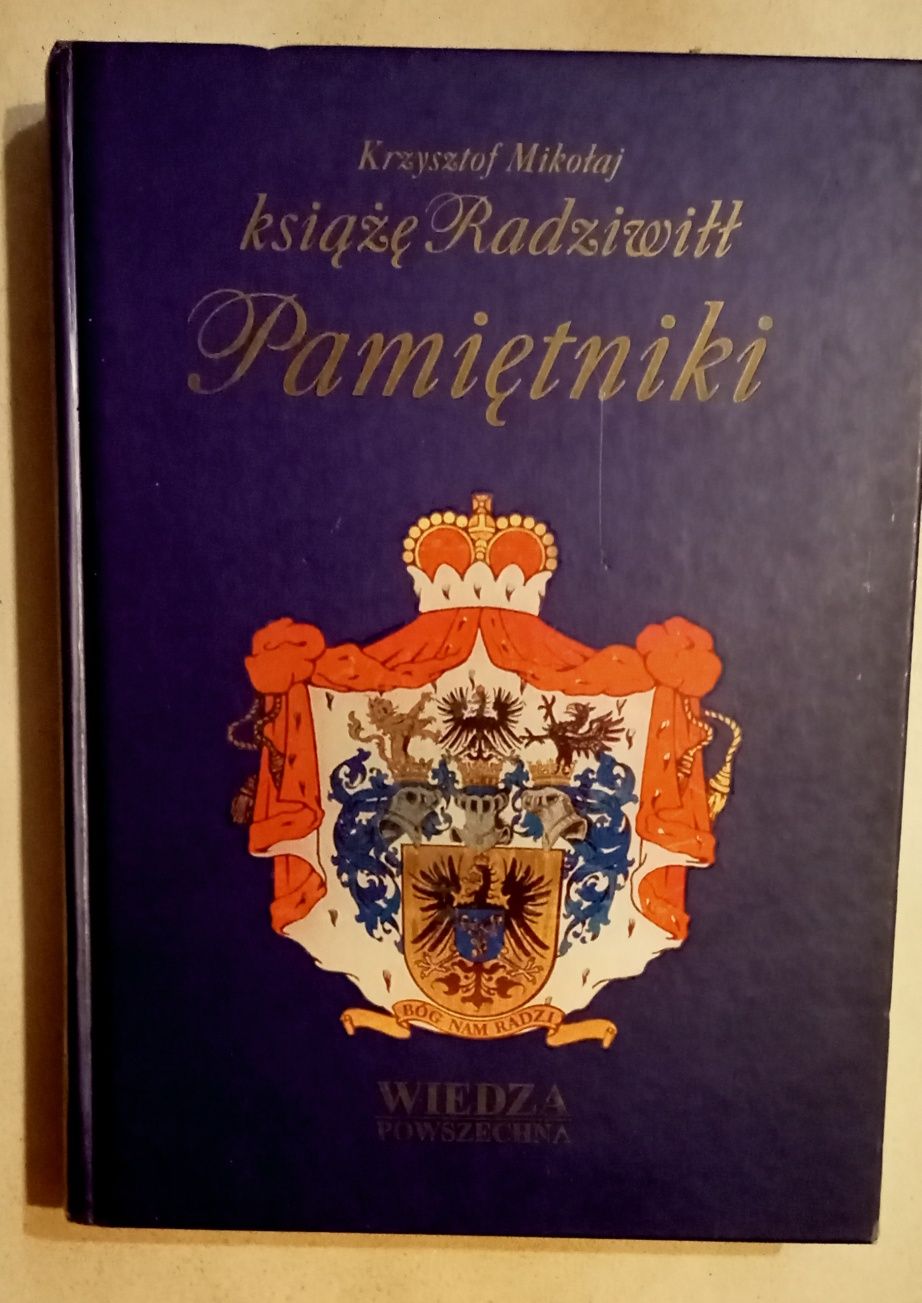 Krzysztof Mikołaj
książę Radziwiłł
Pamiętniki
BÓG NAM RADZI
WIEDZA
POWSZECHNA